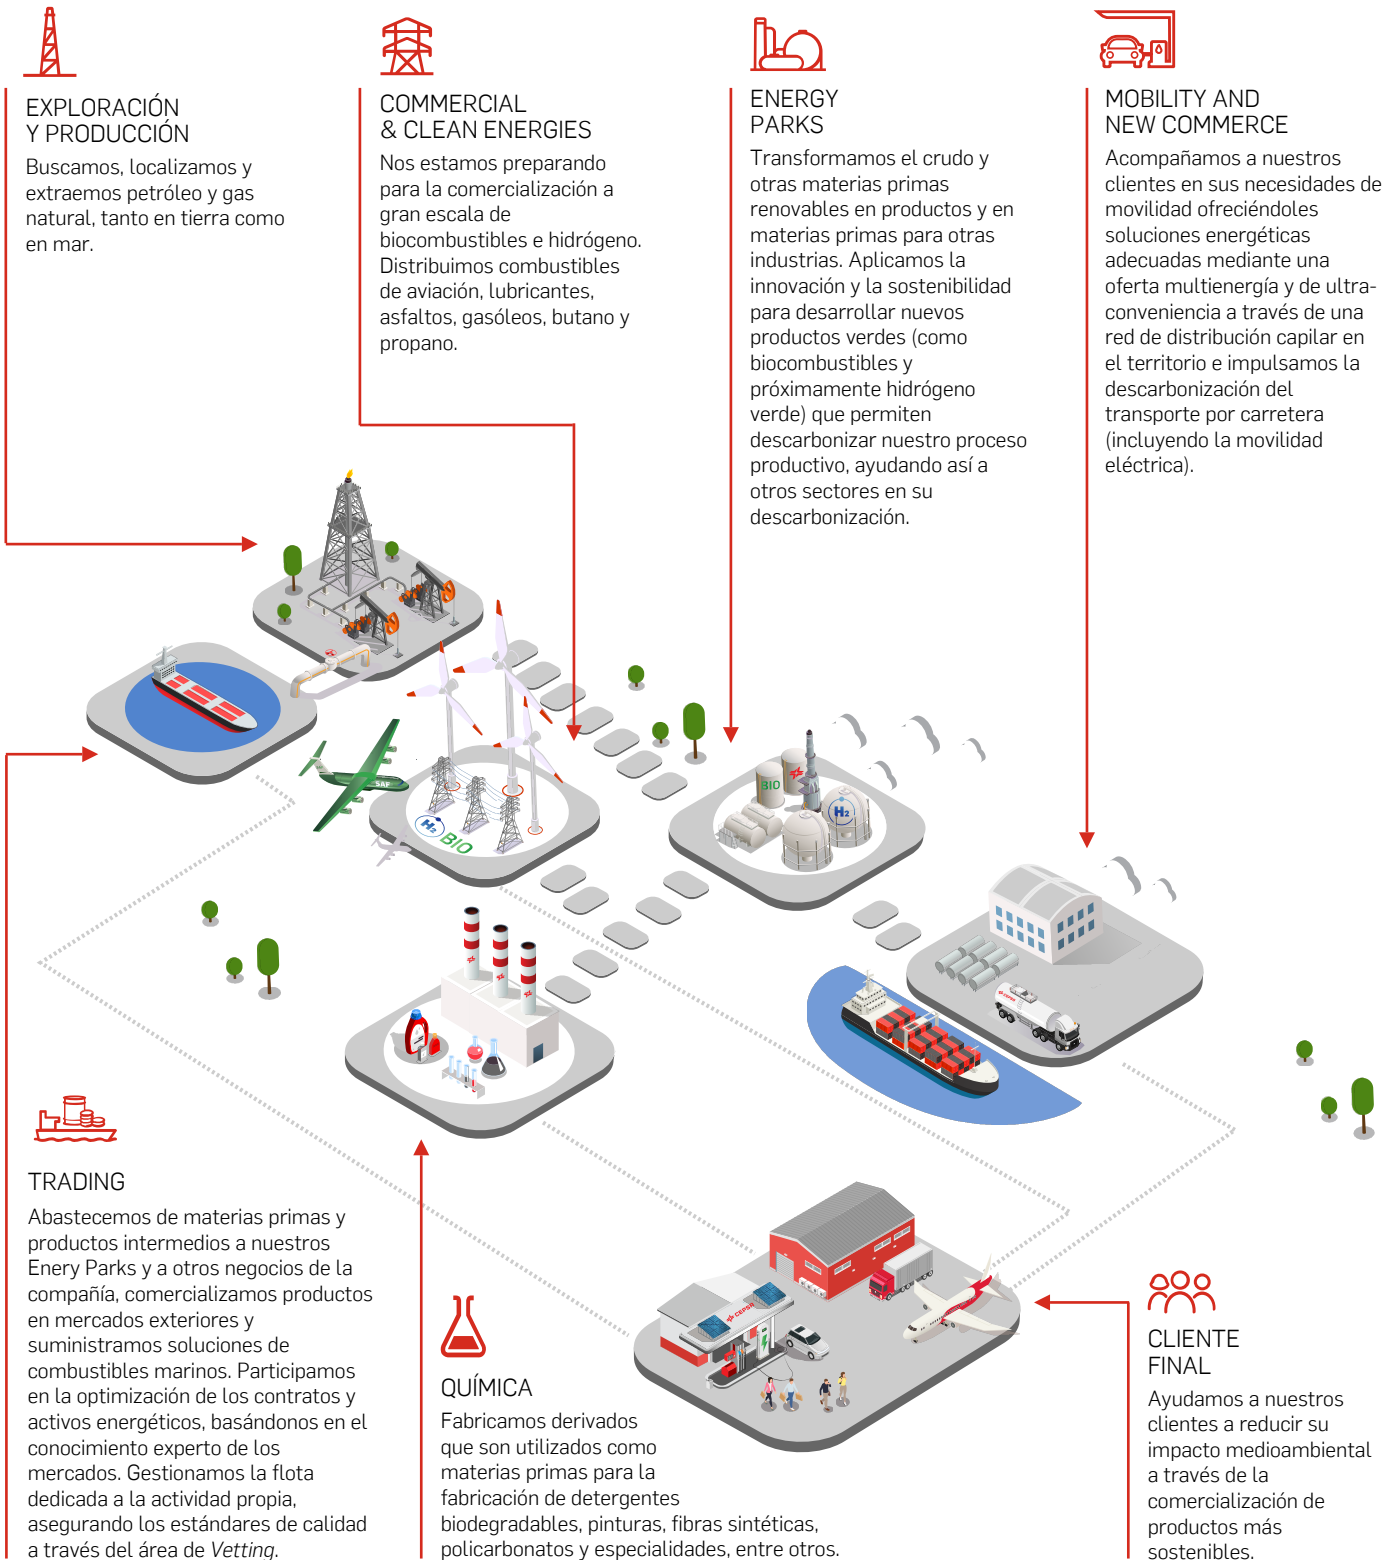 EXPLORACIÓN
Y PRODUCCIÓN
Buscamos, localizamos y
extraemos petróleo y gas
natural, tanto en tierra como
en mar.
COMMERCIAL
& CLEAN ENERGIES
Nos estamos preparando
para la comercialización a
gran escala de
biocombustibles e hidrógeno.
Distribuimos combustibles
de aviación, lubricantes,
asfaltos, gasóleos, butano y
propano.
ENERGY
PARKS
Transformamos el crudo y
otras materias primas
renovables en productos y en
materias primas para otras
industrias. Aplicamos la
innovación y la sostenibilidad
para desarrollar nuevos
productos verdes (como
biocombustibles y
próximamente hidrógeno
verde) que permiten
descarbonizar nuestro proceso
productivo, ayudando así a
otros sectores en su
descarbonización.
MOBILITY AND
NEW COMMERCE
Acompañamos a nuestros
clientes en sus necesidades de
movilidad ofreciéndoles
soluciones energéticas
adecuadas mediante una
oferta multienergía y de ultra-
conveniencia a través de una
red de distribución capilar en
el territorio e impulsamos la
descarbonización del
transporte por carretera
(incluyendo la movilidad
eléctrica).
SAF
H2
BIO
BIO
H2
CEPSA
CEPSA
TRADING
Abastecemos de materias primas y
productos intermedios a nuestros
Enery Parks y a otros negocios de la
compañía, comercializamos productos
en mercados exteriores y
suministramos soluciones de
combustibles marinos. Participamos
en la optimización de los contratos y
activos energéticos, basándonos en el
conocimiento experto de los
mercados. Gestionamos la flota
dedicada a la actividad propia,
asegurando los estándares de calidad
a través del área de Vetting.
QUÍMICA
Fabricamos derivados
que son utilizados como
materias primas para la
fabricación de detergentes
biodegradables, pinturas, fibras sintéticas,
policarbonatos y especialidades, entre otros.
CLIENTE
FINAL
Ayudamos a nuestros
clientes a reducir su
impacto medioambiental
a través de la
comercialización de
productos más
sostenibles.